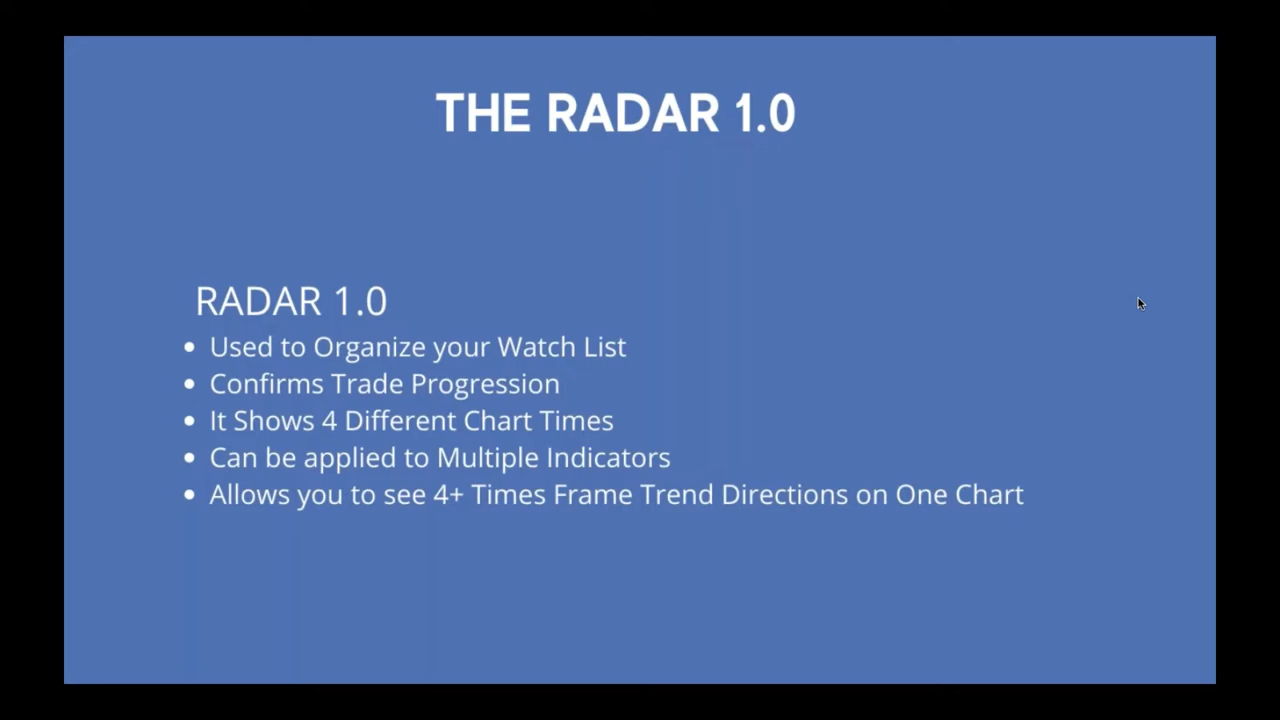 THE RADAR 1.0
RADAR 1.0
• Used to Organize your Watch List
• Confirms Trade Progression
• It Shows 4 Different Chart Times
• Can be applied to Multiple Indicators
• Allows you to see 4+ Times Frame Trend Directions on One Chart